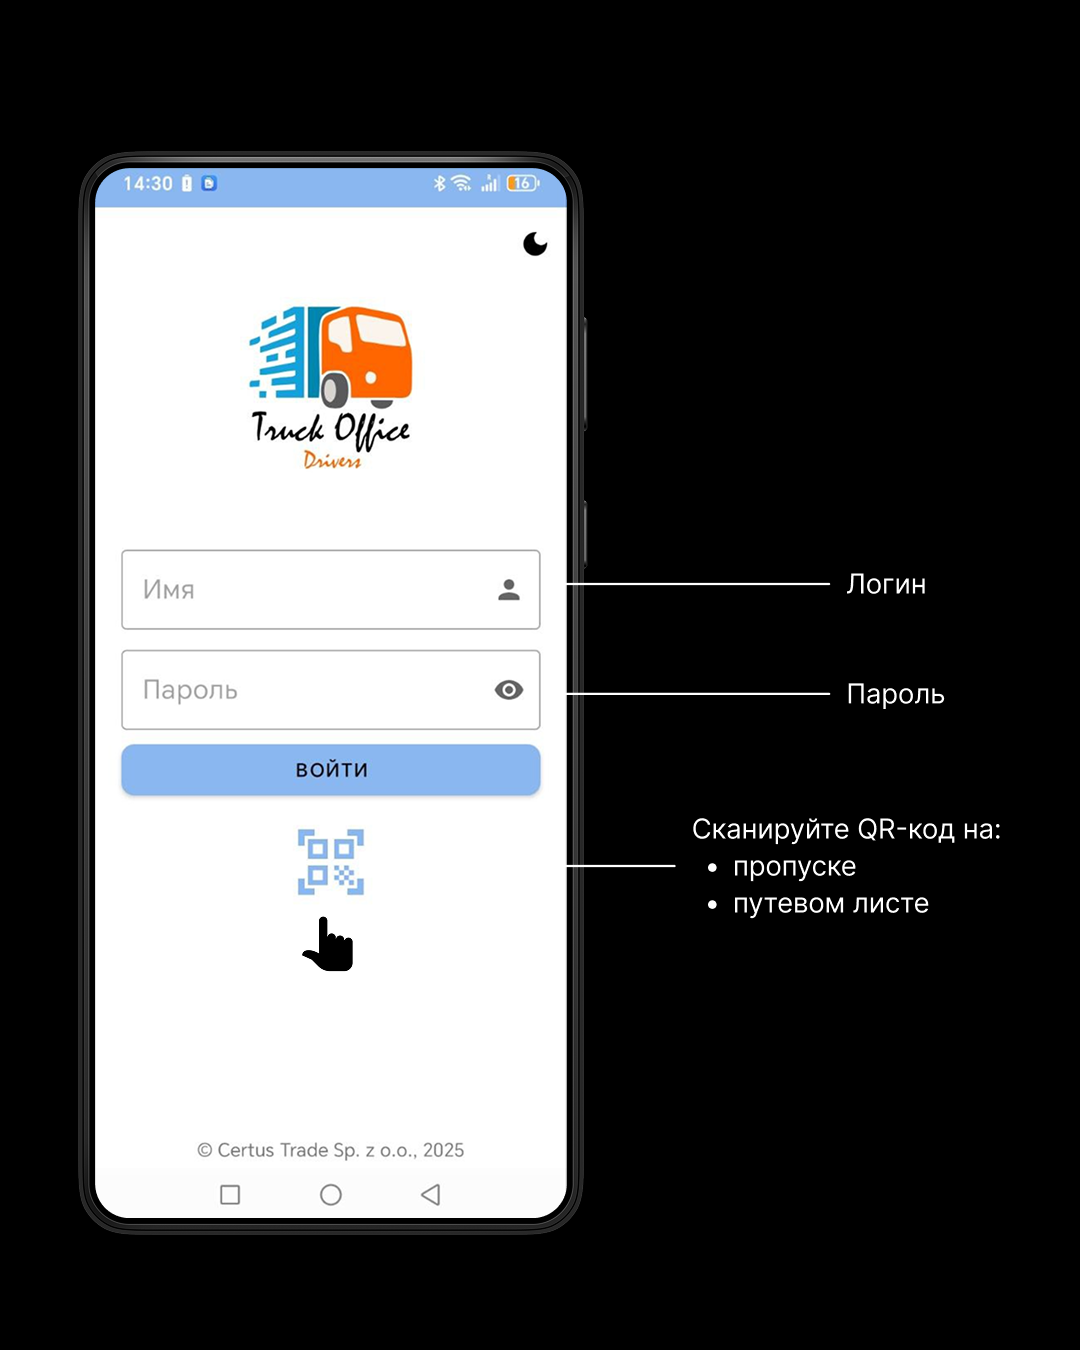 14:30
16
Truck Office
Drivers
Имя
Логин
Пароль
Пароль
ВОЙТИ
Сканируйте QR-код на:
• пропуске
• путевом листе
© Certus Trade Sp. z o.o., 2025